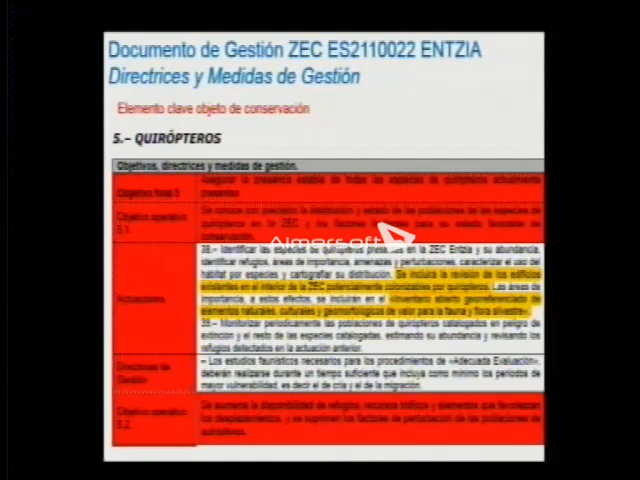 Documento de Gestión ZEC ES2110022 ENTZIA
Directrices y Medidas de Gestión
Elemento clave objeto de conservación
5.- QUIRÓPTEROS
Objetivos, directrices y medidas de gestión.
Objetivo final 5
Asegurar la presencia estable de todas las especies de quirópteros actualmente
presentes
Objetivo operativo
5.1
Se conoce con precisión la distribución y estado de las poblaciones de las especies de
quirópteros en la ZEC y los factores para su estado favorable de
conservación.
Aimersoft
Actuaciones
38.- Identificar las especies de quirópteros presentes en la ZEC Entzia y su abundancia,
identificar refugios, áreas de importancia, amenazas y perturbaciones, caracterizar el uso del
hábitat por especies y cartografiar su distribución. Se incluirá la revisión de los edificios
existentes en el interior de la ZEC potencialmente colonizables por quirópteros. Las áreas de
importancia, a estos efectos, se incluirán en el «Inventario abierto georreferenciado de
elementos naturales, culturales y geomorfológicos de valor para la fauna y flora silvestre».
39.- Monitorizar periódicamente las poblaciones de quirópteros catalogados en peligro de
extinción y el resto de las especies catalogadas, estimando su abundancia y revisando los
refugios detectados en la actuación anterior.
Directrices de
Gestión
– Los estudios faunísticos necesarios para los procedimientos de «Adecuada Evaluación»,
deberán realizarse durante un tiempo suficiente que incluya como mínimo los períodos de
mayor vulnerabilidad, es decir el de cría y el de la migración.
Objetivo operativo
5.2
Se aumenta la disponibilidad de refugios, recursos tróficos y elementos que favorezcan
los desplazamientos, y se suprimen los factores de perturbación de las poblaciones de
quirópteros.